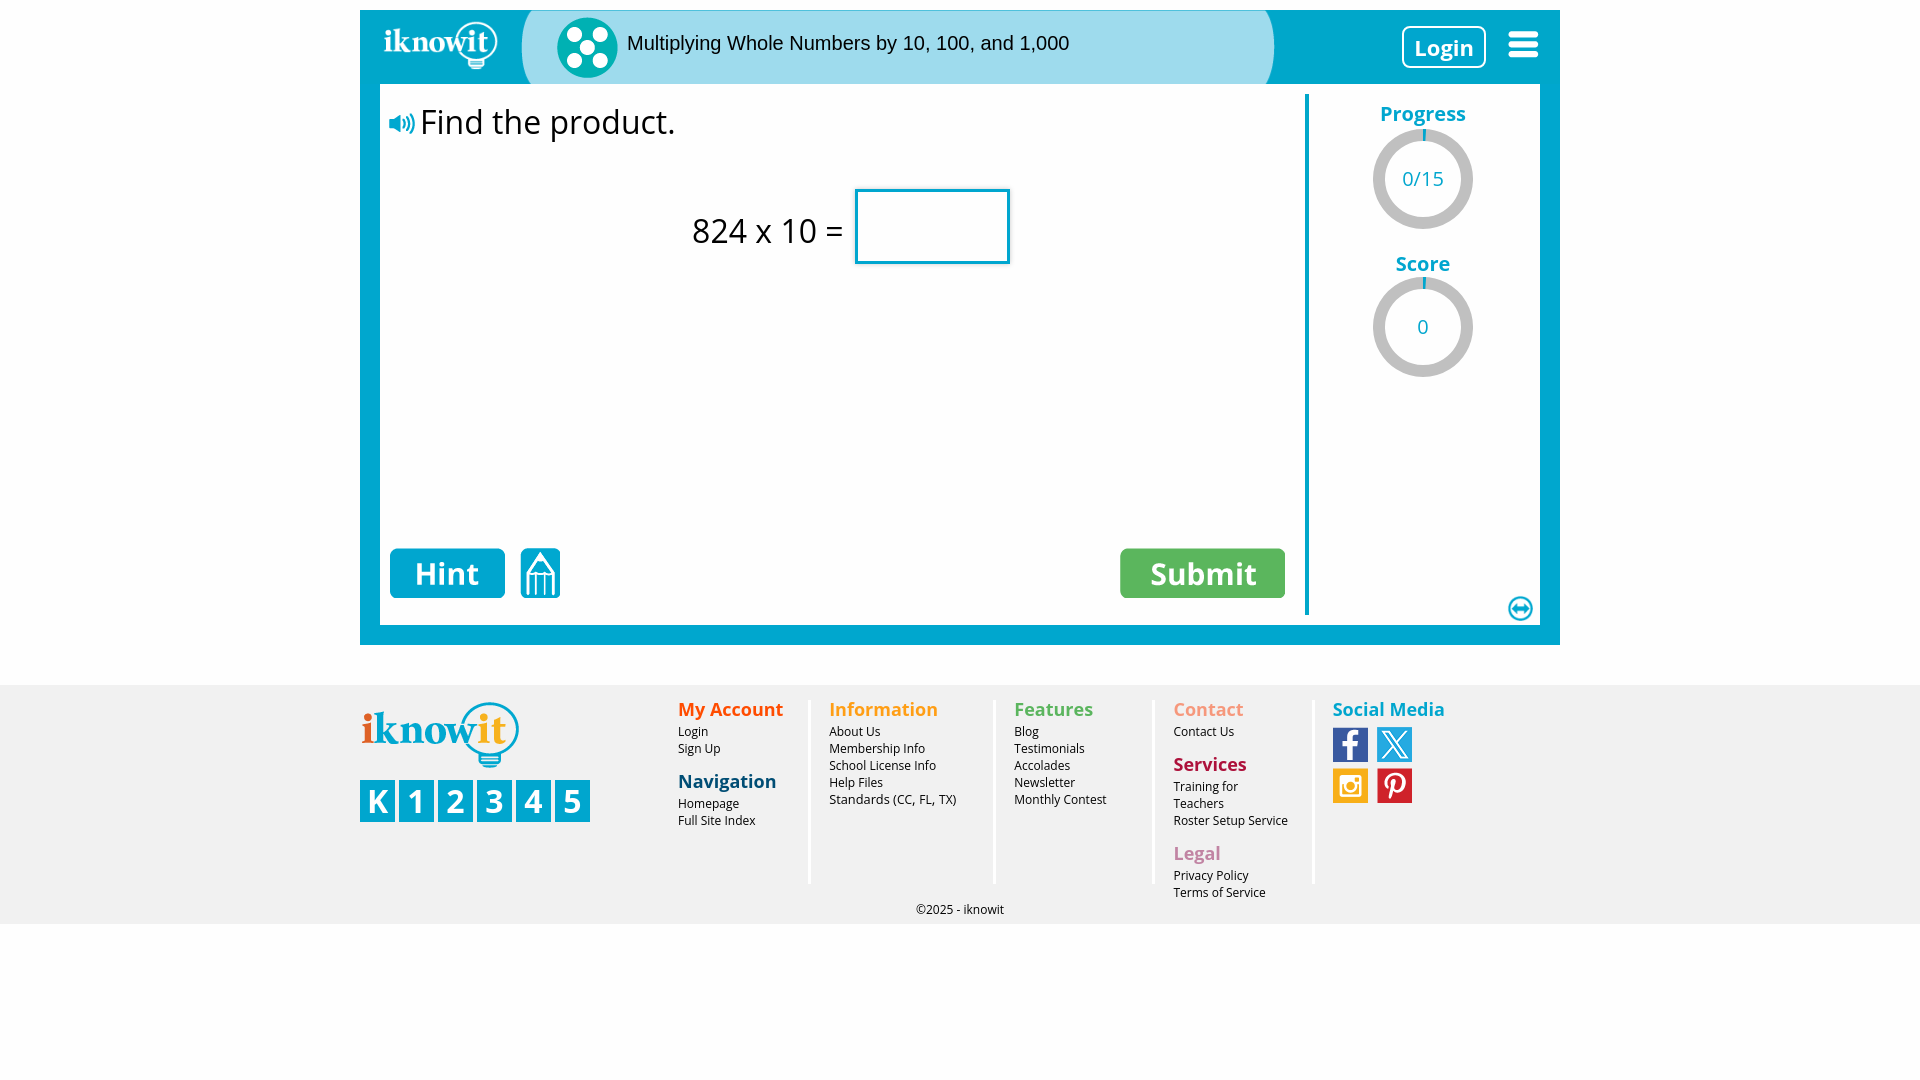 iknowit
Multiplying Whole Numbers by 10, 100, and 1,000
Login
Find the product.
824 x 10 =
Hint
Submit
Progress
0/15
Score
0
iknowit
K 1 2 3 4 5
My Account
Login
Sign Up
Navigation
Homepage
Full Site Index
Information
About Us
Membership Info
School License Info
Help Files
Standards (CC, FL, TX)
Features
Blog
Testimonials
Accolades
Newsletter
Monthly Contest
Contact
Contact Us
Services
Training for
Teachers
Roster Setup Service
Legal
Privacy Policy
Terms of Service
Social Media
©2025 - iknowit